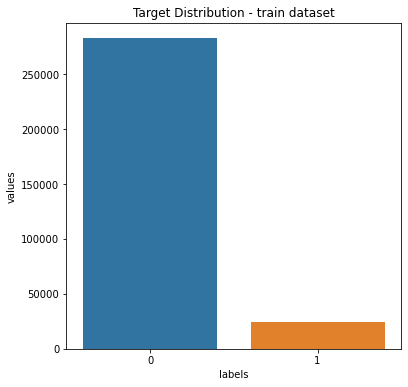 Target Distribution - train dataset
values
250000
200000
150000
100000
50000
0
0 1
labels